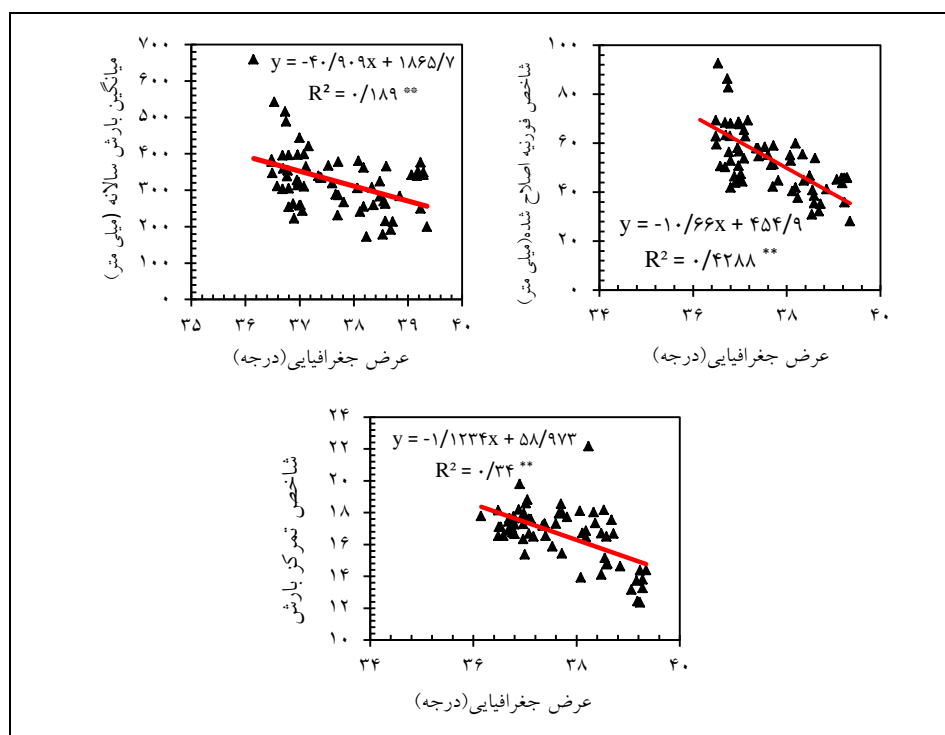 میانگین بارش سالانه (میلی متر)
۷۰۰
۶۰۰
۵۰۰
۴۰۰
۳۰۰
۲۰۰
۱۰۰
۰
y = -۴۰/۹۰۹x + ۱۸۶۵/۷
R² = ۰/۱۸۹ **
۳۵ ۳۶ ۳۷ ۳۸ ۳۹ ۴۰
عرض جغرافیایی(درجه)
شاخص فورنیه اصلاح شده(میلی متر)
۱۰۰
۸۰
۶۰
۴۰
۲۰
۰
y = -۱۰/۶۶x + ۴۵۴/۹
R² = ۰/۴۲۸۸ **
۳۴ ۳۶ ۳۸ ۴۰
عرض جغرافیایی(درجه)
شاخص تمرکز بارش
۲۴
۲۲
۲۰
۱۸
۱۶
۱۴
۱۲
۱۰
y = -۱/۱۲۳۴x + ۵۸/۹۷۳
R² = ۰/۳۴ **
۳۴ ۳۶ ۳۸ ۴۰
عرض جغرافیایی(درجه)